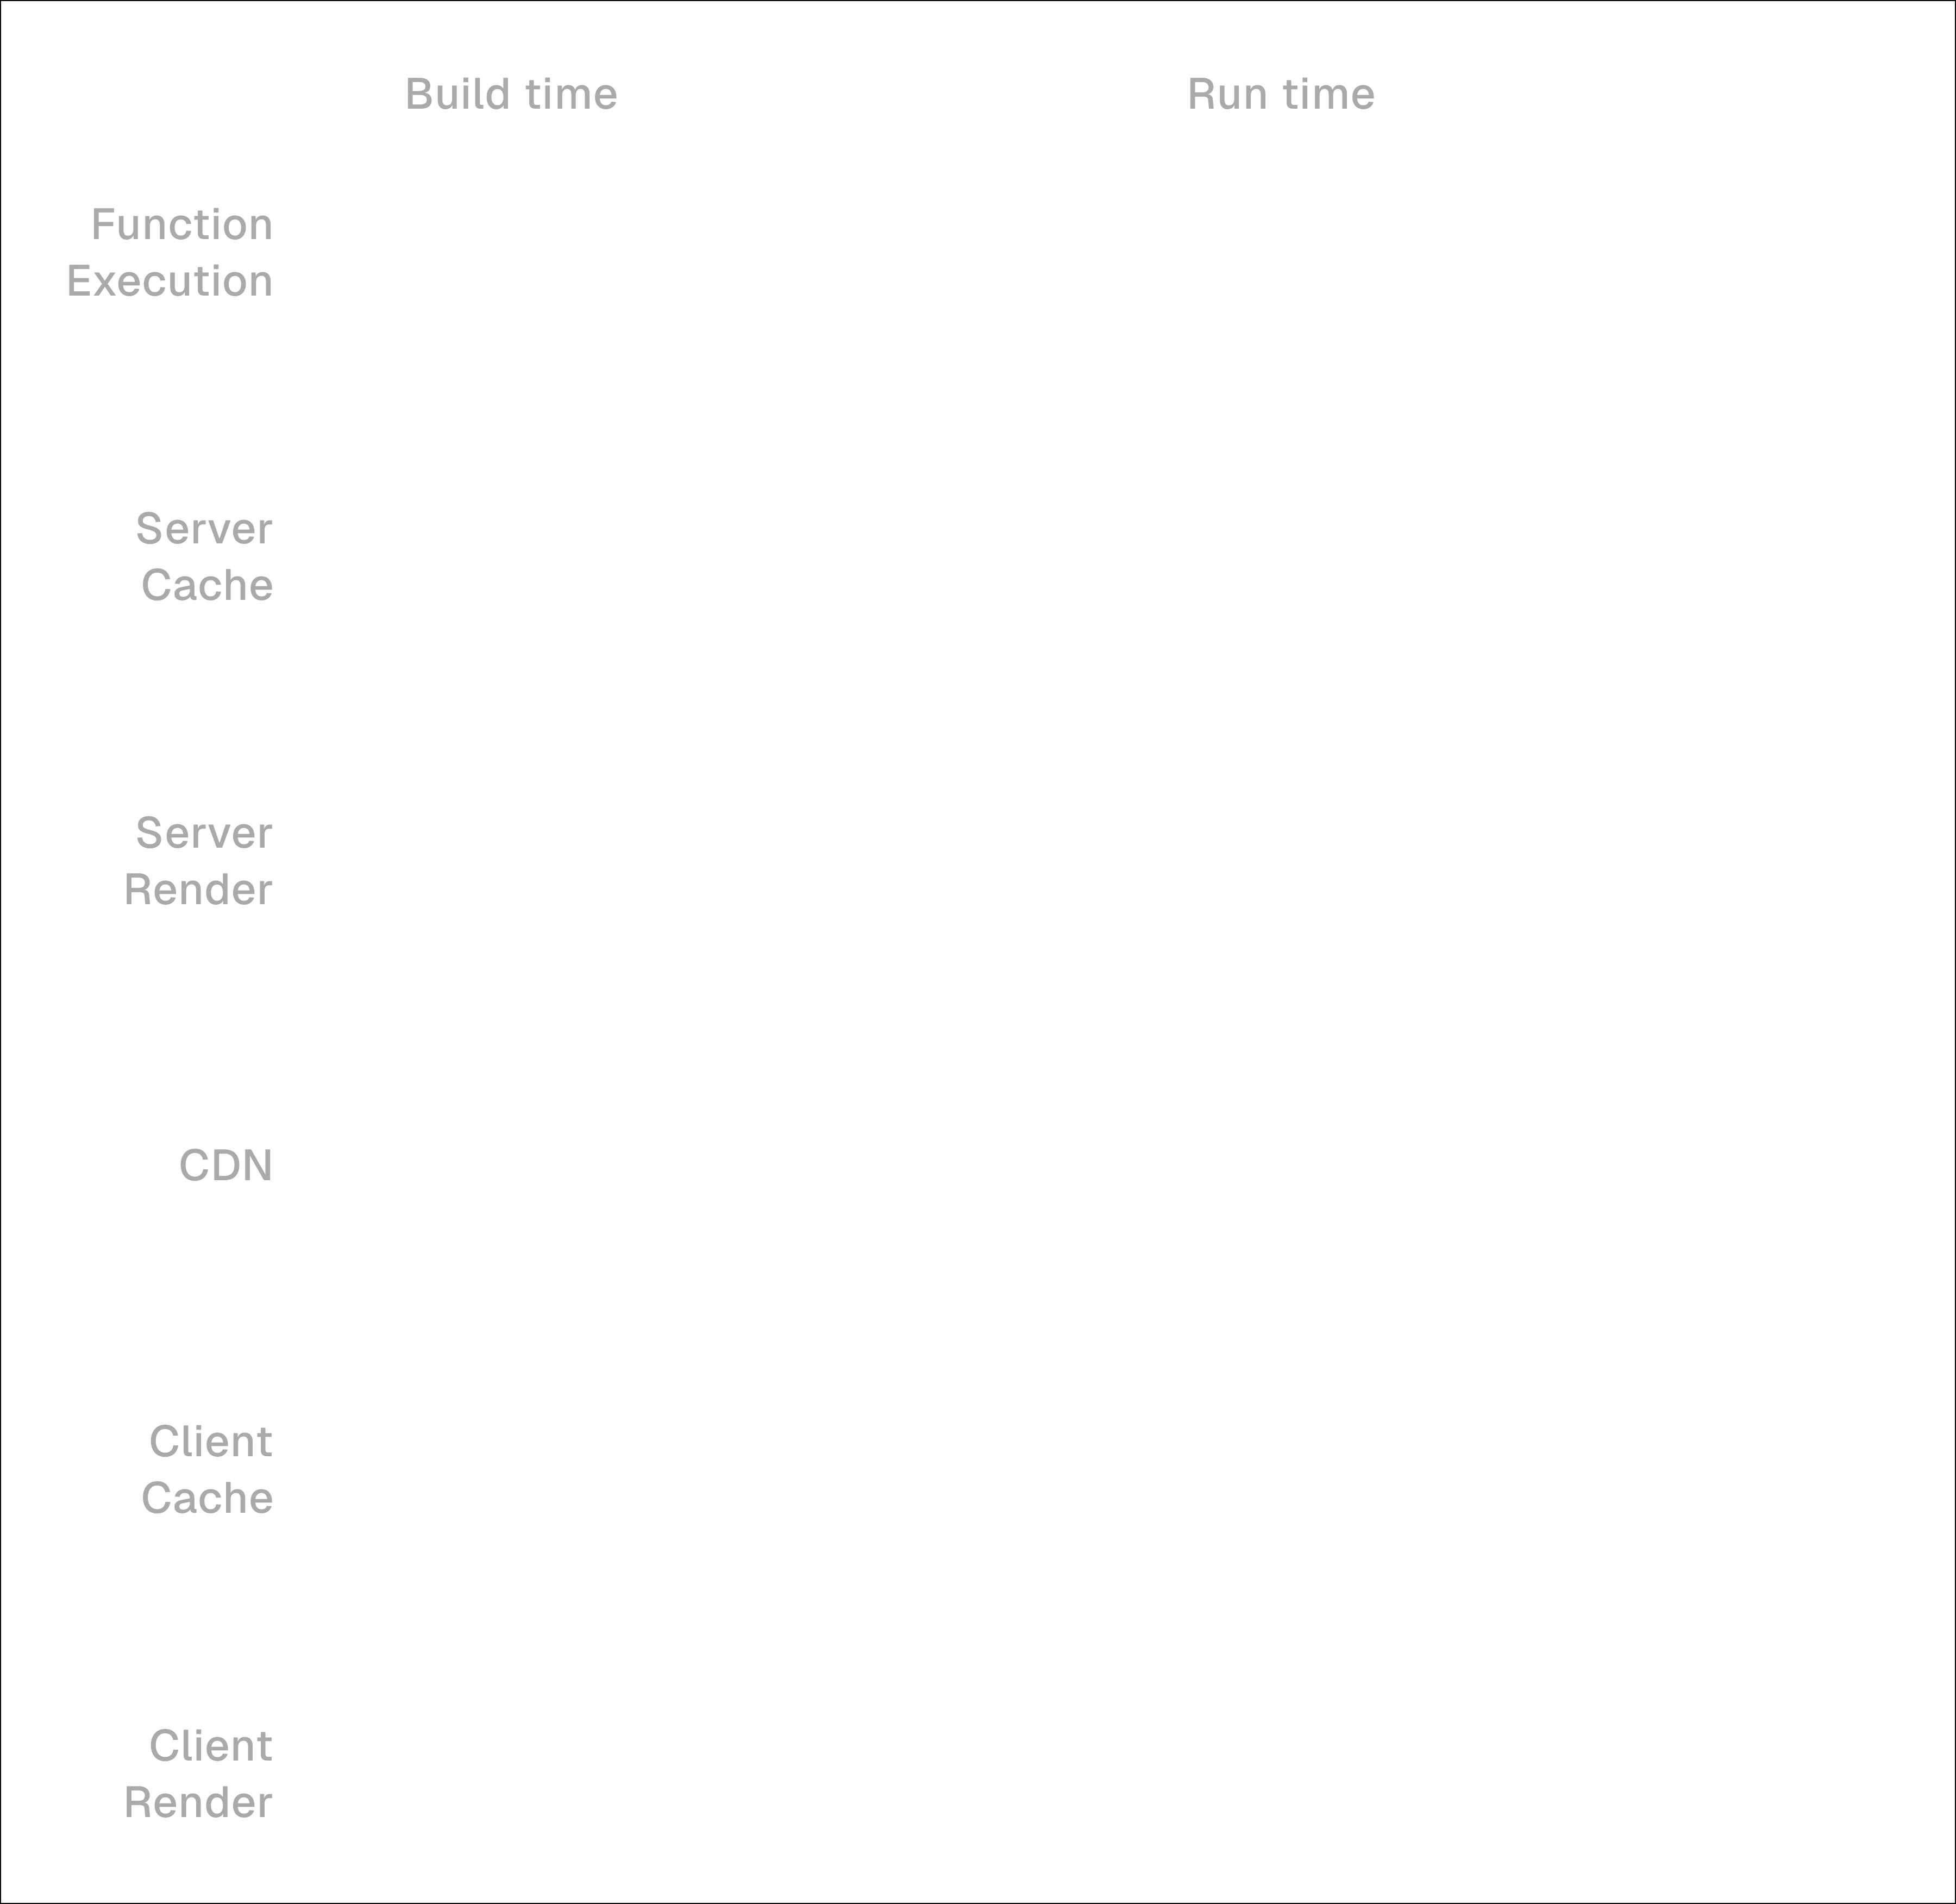 Build time
Run time
Function
Execution
Server
Cache
Server
Render
CDN
Client
Cache
Client
Render